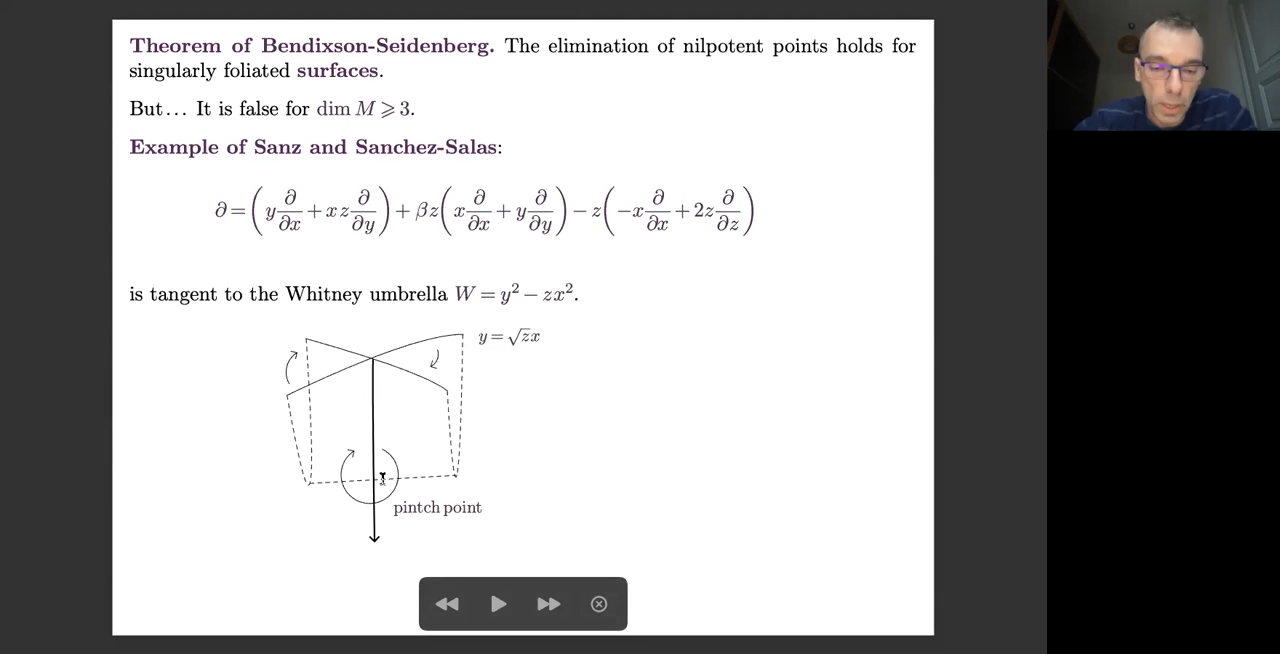 Theorem of Bendixson-Seidenberg. The elimination of nilpotent points holds for
singularly foliated surfaces.
But... It is false for dim M ⩾ 3.
Example of Sanz and Sanchez-Salas:
∂ = ( y ∂/∂x + x z ∂/∂y ) + βz ( x ∂/∂x + y ∂/∂y ) − z ( −x ∂/∂x + 2z ∂/∂z )
is tangent to the Whitney umbrella W = y² − zx².
y = √z x
pintch point